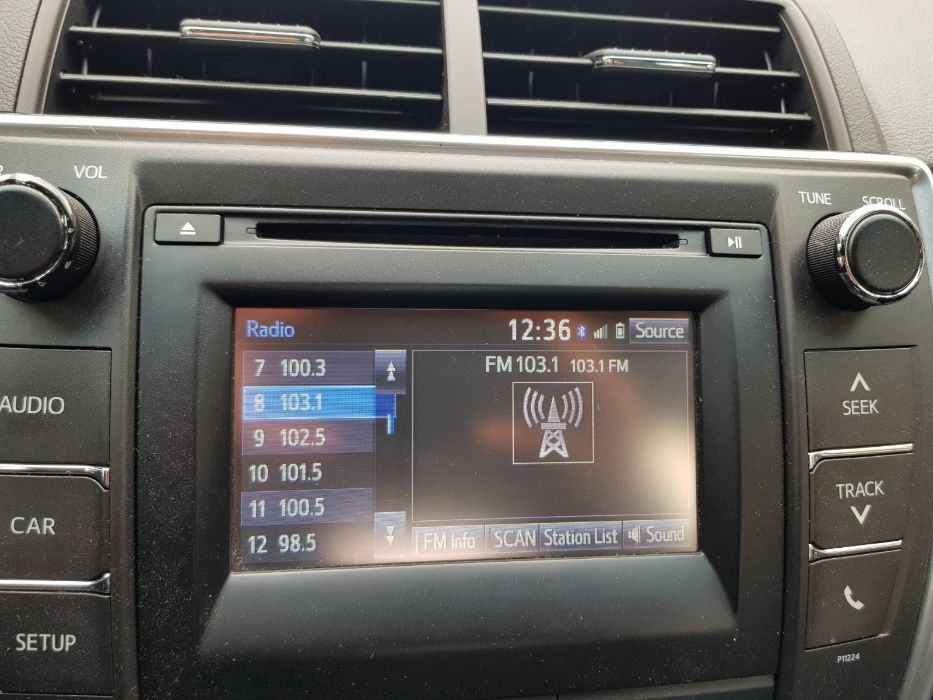 VOL
TUNE SCROLL
Radio 12:36 Source
7 100.3
8 103.1
9 102.5
10 101.5
11 100.5
12 98.5
FM 103.1 103.1 FM
FM Info SCAN Station List Sound
AUDIO
CAR
SETUP
SEEK
TRACK
P11224